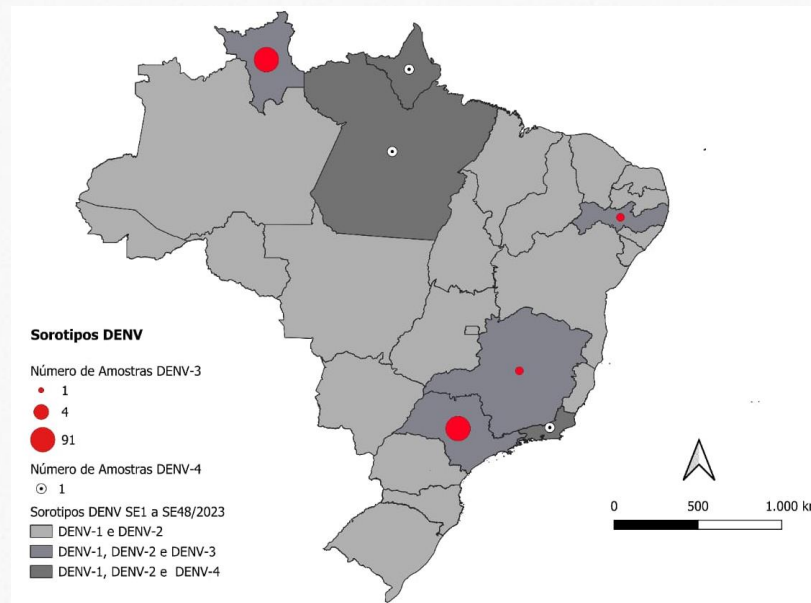 Sorotipos DENV
Número de Amostras DENV-3
1
4
91
Número de Amostras DENV-4
1
Sorotipos DENV SE1 a SE48/2023
DENV-1 e DENV-2
DENV-1, DENV-2 e DENV-3
DENV-1, DENV-2 e DENV-4
0 500 1.000 km